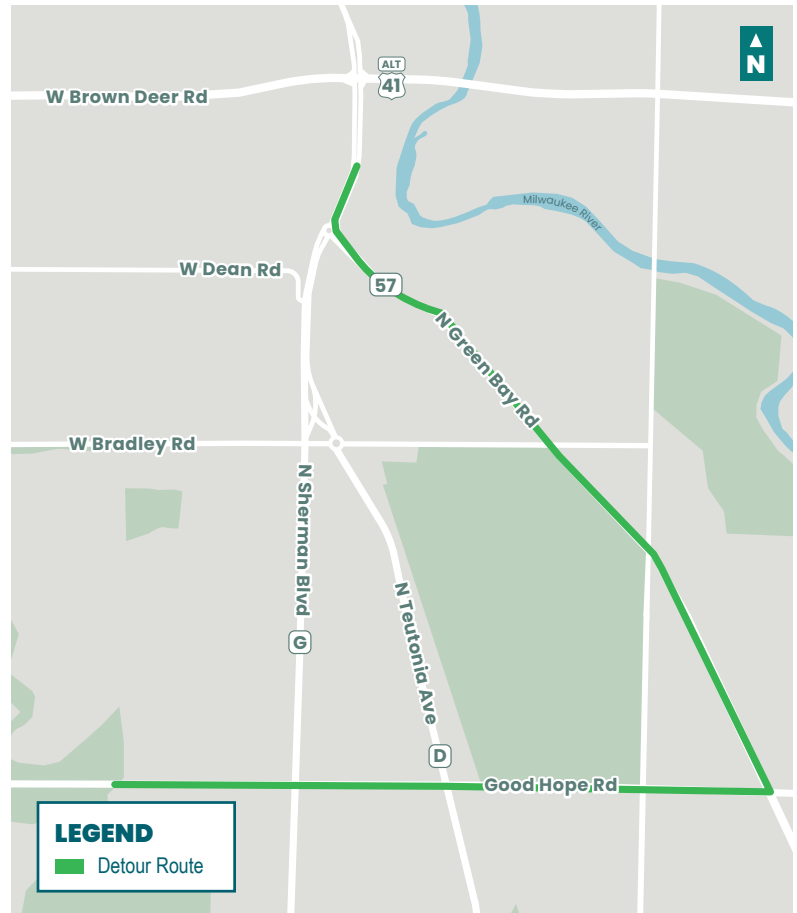 ALT
41
N
W Brown Deer Rd
Milwaukee River
W Dean Rd
57
N Green Bay Rd
W Bradley Rd
N Sherman Blvd
N Teutonia Ave
G
D
Good Hope Rd
LEGEND
Detour Route